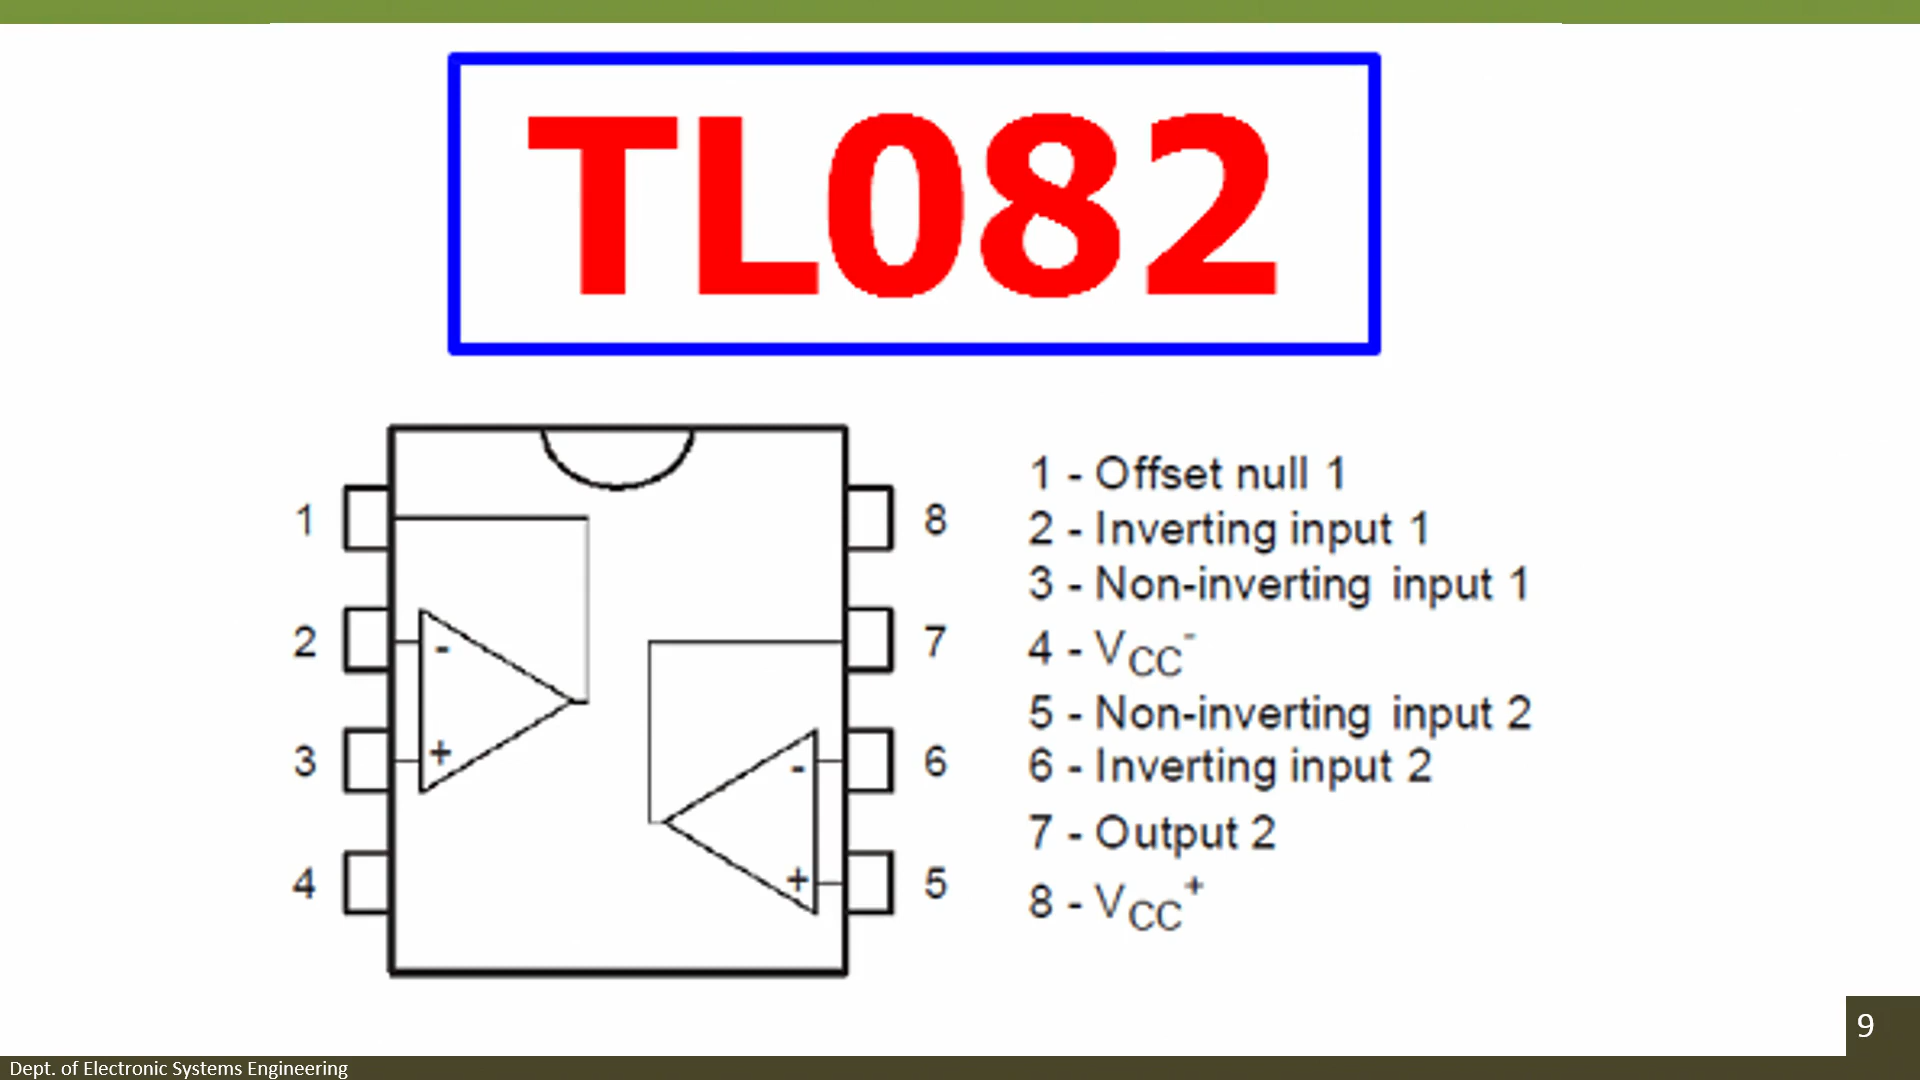 TL082
1
2
3
4
8
7
6
5
-
+
-
+
1 - Offset null 1
2 - Inverting input 1
3 - Non-inverting input 1
4 - VCC-
5 - Non-inverting input 2
6 - Inverting input 2
7 - Output 2
8 - VCC+
9
Dept. of Electronic Systems Engineering